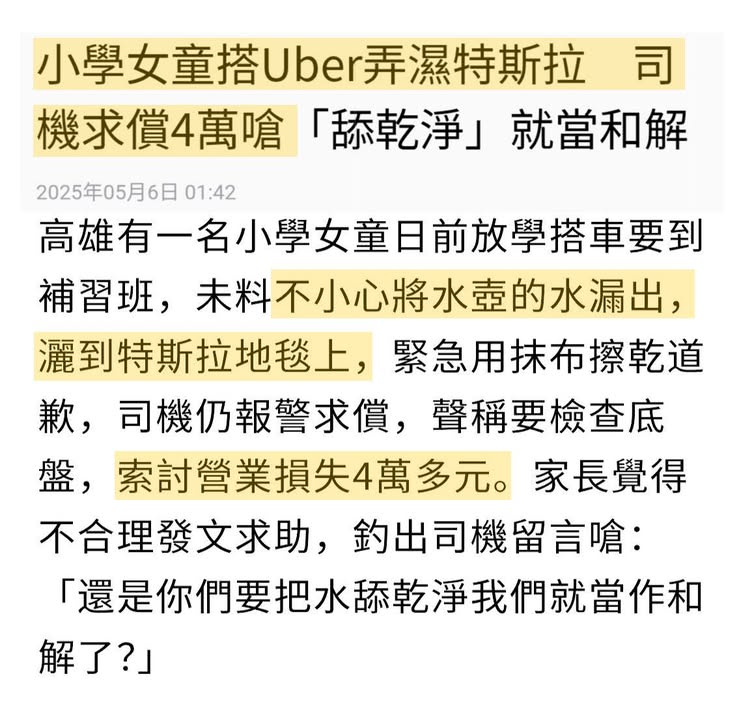 小學女童搭Uber弄濕特斯拉　司
機求償4萬嗆「舔乾淨」就當和解
2025年05月6日 01:42
高雄有一名小學女童日前放學搭車要到
補習班，未料不小心將水壺的水漏出，
灑到特斯拉地毯上，緊急用抹布擦乾道
歉，司機仍報警求償，聲稱要檢查底
盤，索討營業損失4萬多元。家長覺得
不合理發文求助，釣出司機留言嗆：
「還是你們要把水舔乾淨我們就當作和
解了?」